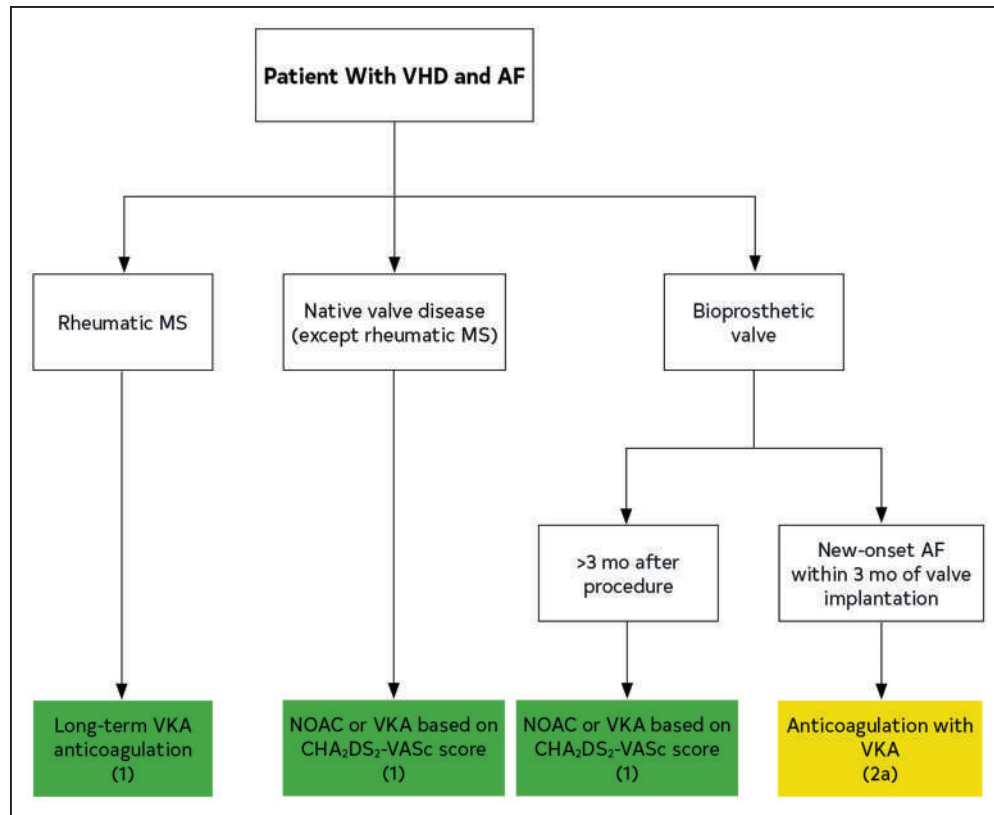 Patient With VHD and AF
Rheumatic MS
Native valve disease
(except rheumatic MS)
Bioprosthetic
valve
>3 mo after
procedure
New-onset AF
within 3 mo of valve
implantation
Long-term VKA
anticoagulation
(1)
NOAC or VKA based on
CHA₂DS₂-VASc score
(1)
NOAC or VKA based on
CHA₂DS₂-VASc score
(1)
Anticoagulation with
VKA
(2a)